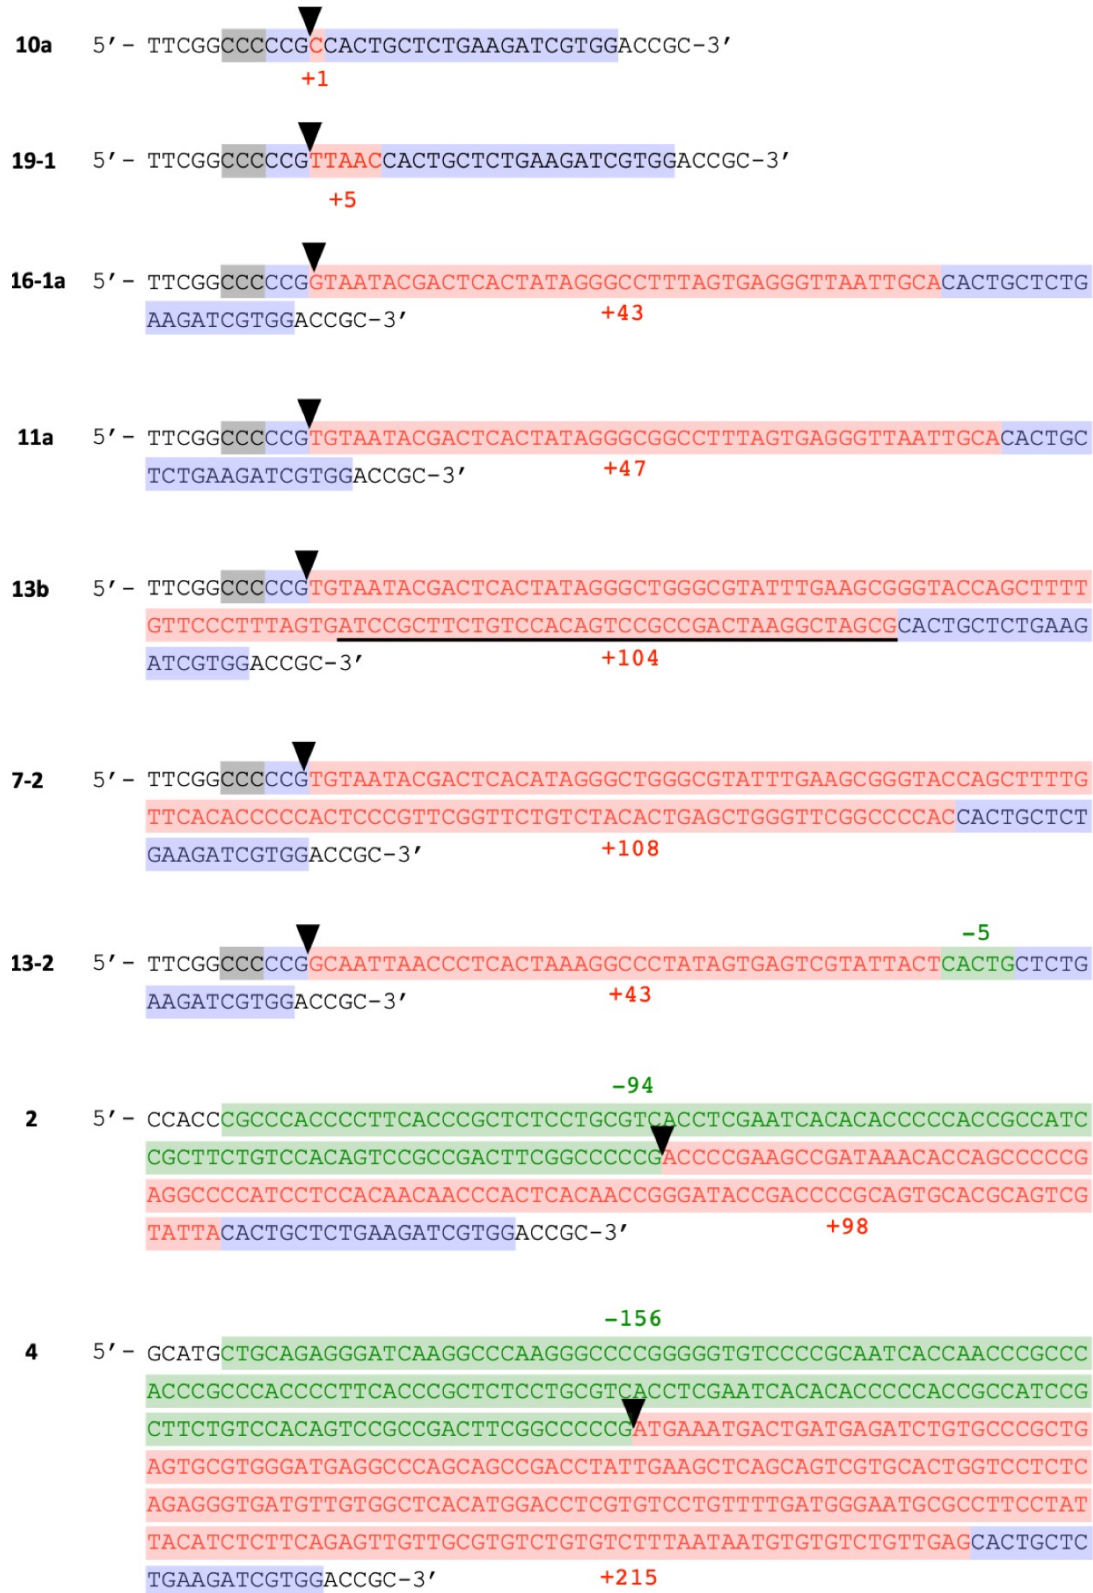 10a 5′- TTCGGCCCCCGCCACTGCTCTGAAGATCGTGGACCGC-3′
+1
19-1 5′- TTCGGCCCCCGTTAACCACTGCTCTGAAGATCGTGGACCGC-3′
+5
16-1a 5′- TTCGGCCCCCGGTAATACGACTCACTATAGGGCCTTTAGTGAGGGTTAATTGCACACTGCTCTG
AAGATCGTGGACCGC-3′
+43
11a 5′- TTCGGCCCCCGTGTAATACGACTCACTATAGGGCGGCCTTTAGTGAGGGTTAATTGCACACTGC
TCTGAAGATCGTGGACCGC-3′
+47
13b 5′- TTCGGCCCCCGTGTAATACGACTCACTATAGGGCTGGGCGTATTTGAAGCGGGTACCAGCTTTT
GTTCCCTTTAGTGATCCGCTTCTGTCCACAGTCCGCCGACTAAGGCTAGCGCACTGCTCTGAAG
ATCGTGGACCGC-3′
+104
7-2 5′- TTCGGCCCCCGTGTAATACGACTCACATAGGGCTGGGCGTATTTGAAGCGGGTACCAGCTTTTG
TTCACACCCCCACTCCCGTTCGGTTCTGTCTACACTGAGCTGGGTTCGGCCCCACCACTGCTCT
GAAGATCGTGGACCGC-3′
+108
-5
13-2 5′- TTCGGCCCCCGGCAATTAACCCTCACTAAAGGCCCTATAGTGAGTCGTATTACTCACTGCTCTG
AAGATCGTGGACCGC-3′
+43
-94
2 5′- CCACCCGCCCACCCCTTCACCCGCTCTCCTGCGTCACCTCGAATCACACACCCCCACCGCCATC
CGCTTCTGTCCACAGTCCGCCGACTTCGGCCCCCGACCCCGAAGCCGATAAACACCAGCCCCCG
AGGCCCCATCCTCCACAACAACCCACTCACAACCGGGATACCGACCCCGCAGTGCACGCAGTCG
TATTACACTGCTCTGAAGATCGTGGACCGC-3′
+98
-156
4 5′- GCATGCTGCAGAGGGATCAAGGCCCAAGGGCCCCGGGGGTGTCCCCGCAATCACCAACCCGCCC
ACCCGCCCACCCCTTCACCCGCTCTCCTGCGTCACCTCGAATCACACACCCCCACCGCCATCCG
CTTCTGTCCACAGTCCGCCGACTTCGGCCCCCGATGAAATGACTGATGAGATCTGTGCCCGCTG
AGTGCGTGGGATGAGGCCCAGCAGCCGACCTATTGAAGCTCAGCAGTCGTGCACTGGTCCTCTC
AGAGGGTGATGTTGTGGCTCACATGGACCTCGTGTCCTGTTTTGATGGGAATGCGCCTTCCTAT
TACATCTCTTCAGAGTTGTTGCGTGTCTGTGTCTTTAATAATGTGTGTCTGTTGAGCACTGCTC
TGAAGATCGTGGACCGC-3′
+215